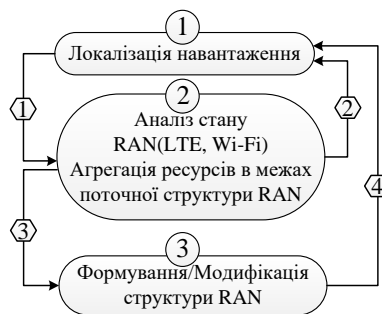 1
Локалізація навантаження
1
2
2
Аналіз стану
RAN(LTE, Wi-Fi)
Агрегація ресурсів в межах
поточної структури RAN
4
3
3
Формування/Модифікація
структури RAN